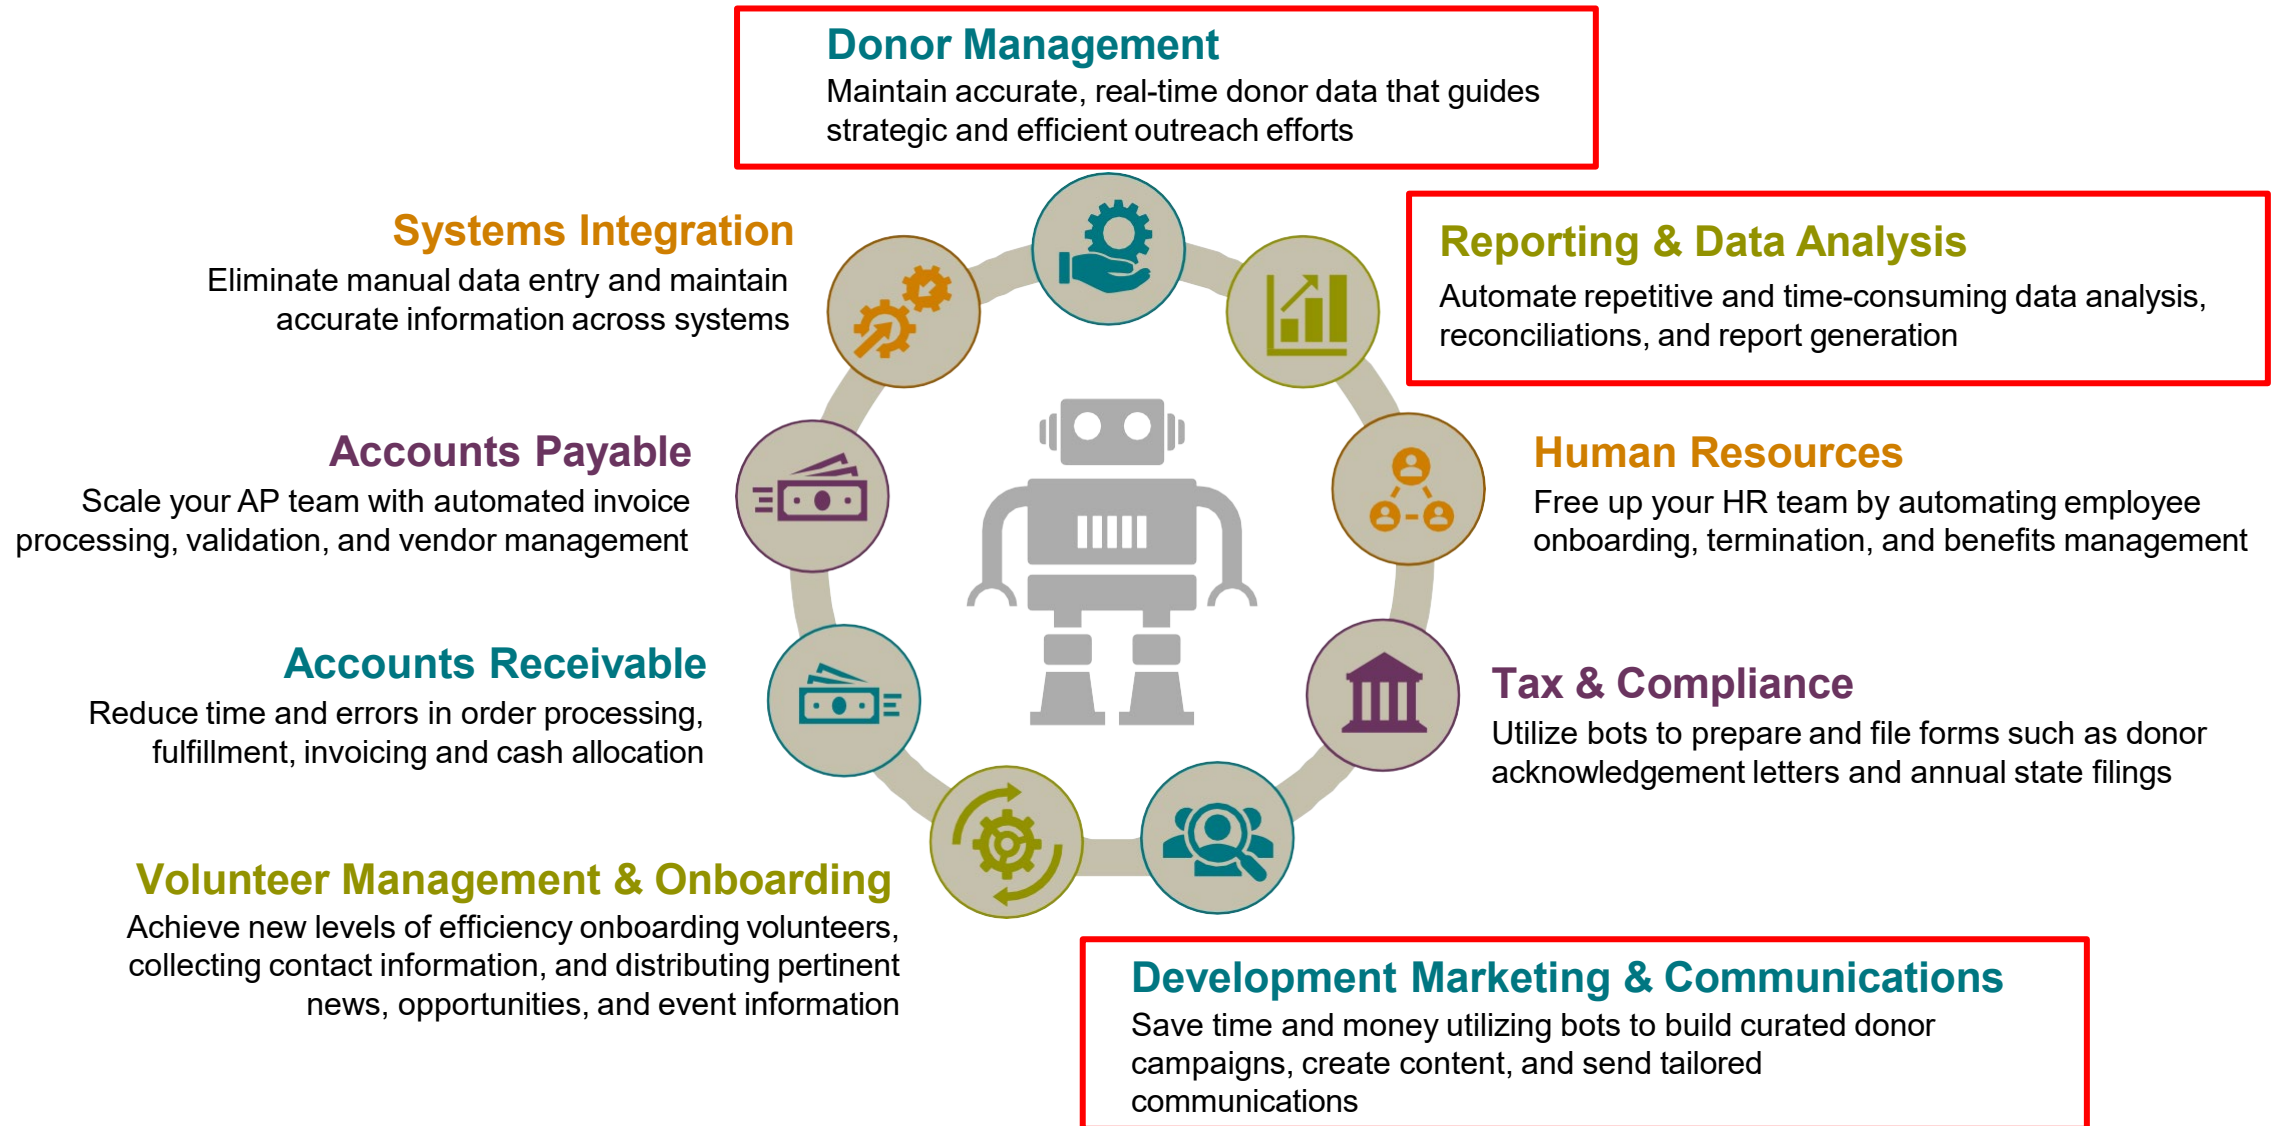 Donor Management
Maintain accurate, real-time donor data that guides
strategic and efficient outreach efforts
Systems Integration
Eliminate manual data entry and maintain
accurate information across systems
Reporting & Data Analysis
Automate repetitive and time-consuming data analysis,
reconciliations, and report generation
Accounts Payable
Scale your AP team with automated invoice
processing, validation, and vendor management
Human Resources
Free up your HR team by automating employee
onboarding, termination, and benefits management
Accounts Receivable
Reduce time and errors in order processing,
fulfillment, invoicing and cash allocation
Tax & Compliance
Utilize bots to prepare and file forms such as donor
acknowledgement letters and annual state filings
Volunteer Management & Onboarding
Achieve new levels of efficiency onboarding volunteers,
collecting contact information, and distributing pertinent
news, opportunities, and event information
Development Marketing & Communications
Save time and money utilizing bots to build curated donor
campaigns, create content, and send tailored
communications